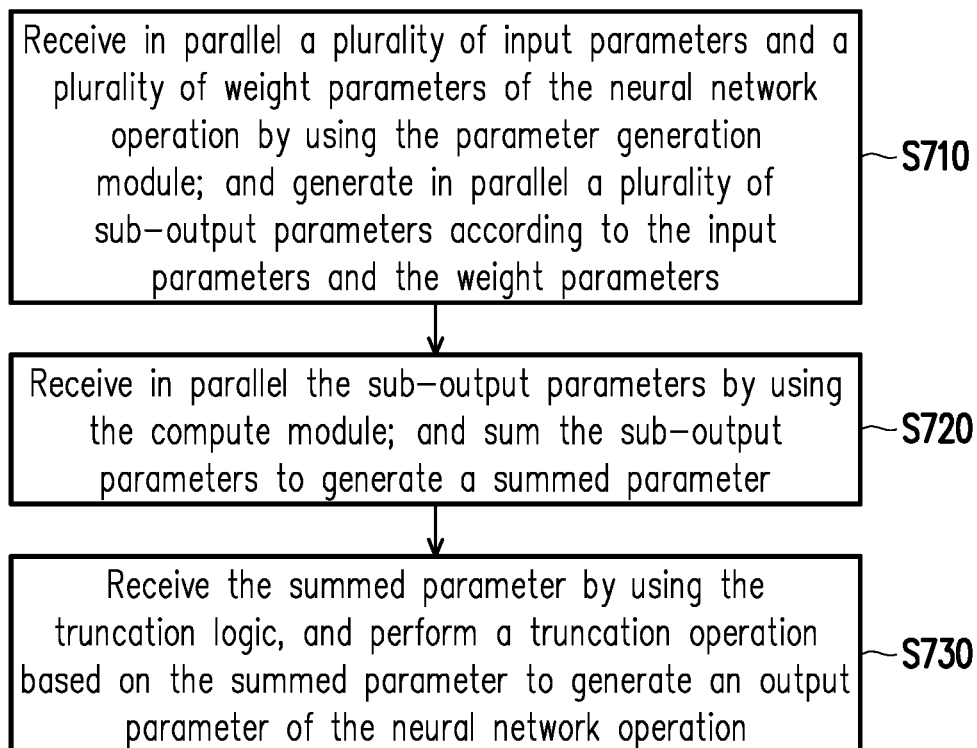 Receive in parallel a plurality of input parameters and a
plurality of weight parameters of the neural network
operation by using the parameter generation
module; and generate in parallel a plurality of
sub-output parameters according to the input
parameters and the weight parameters
S710
Receive in parallel the sub-output parameters by using
the compute module; and sum the sub-output
parameters to generate a summed parameter
S720
Receive the summed parameter by using the
truncation logic, and perform a truncation operation
based on the summed parameter to generate an output
parameter of the neural network operation
S730